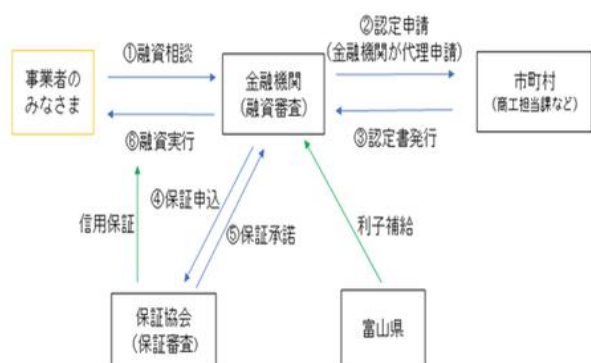 ①融資相談
②認定申請
(金融機関が代理申請)
事業者の
みなさま
金融機関
(融資審査)
市町村
(商工担当課など)
⑥融資実行
③認定書発行
④保証申込
信用保証
⑤保証承諾
利子補給
保証協会
(保証審査)
富山県